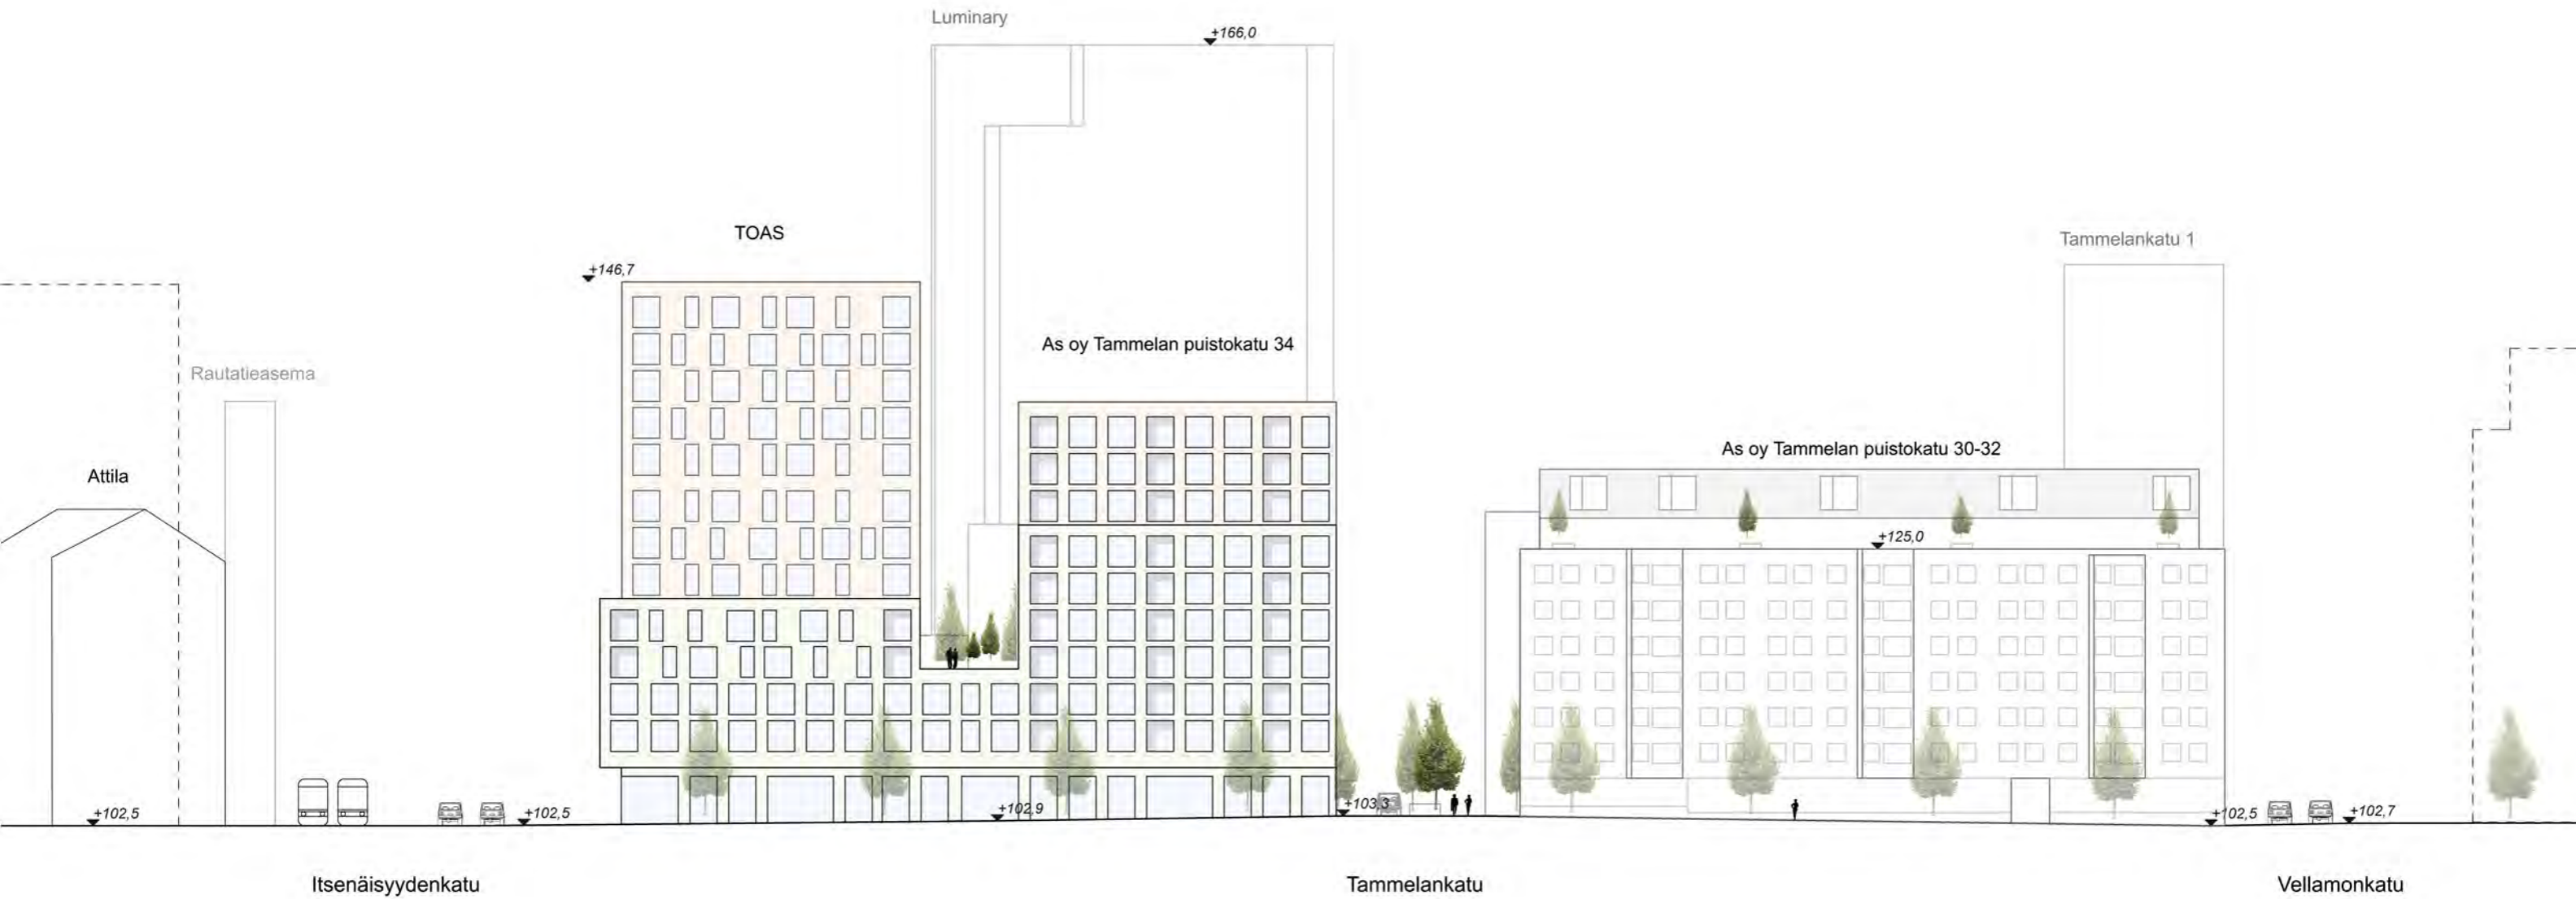 Luminary
+166,0
TOAS
Tammelankatu 1
+146,7
As oy Tammelan puistokatu 34
Rautatieasema
As oy Tammelan puistokatu 30-32
Attila
+125,0
+102,5
+102,5
+102,9
+103,3
+102,5
+102,7
Itsenäisyydenkatu
Tammelankatu
Vellamonkatu